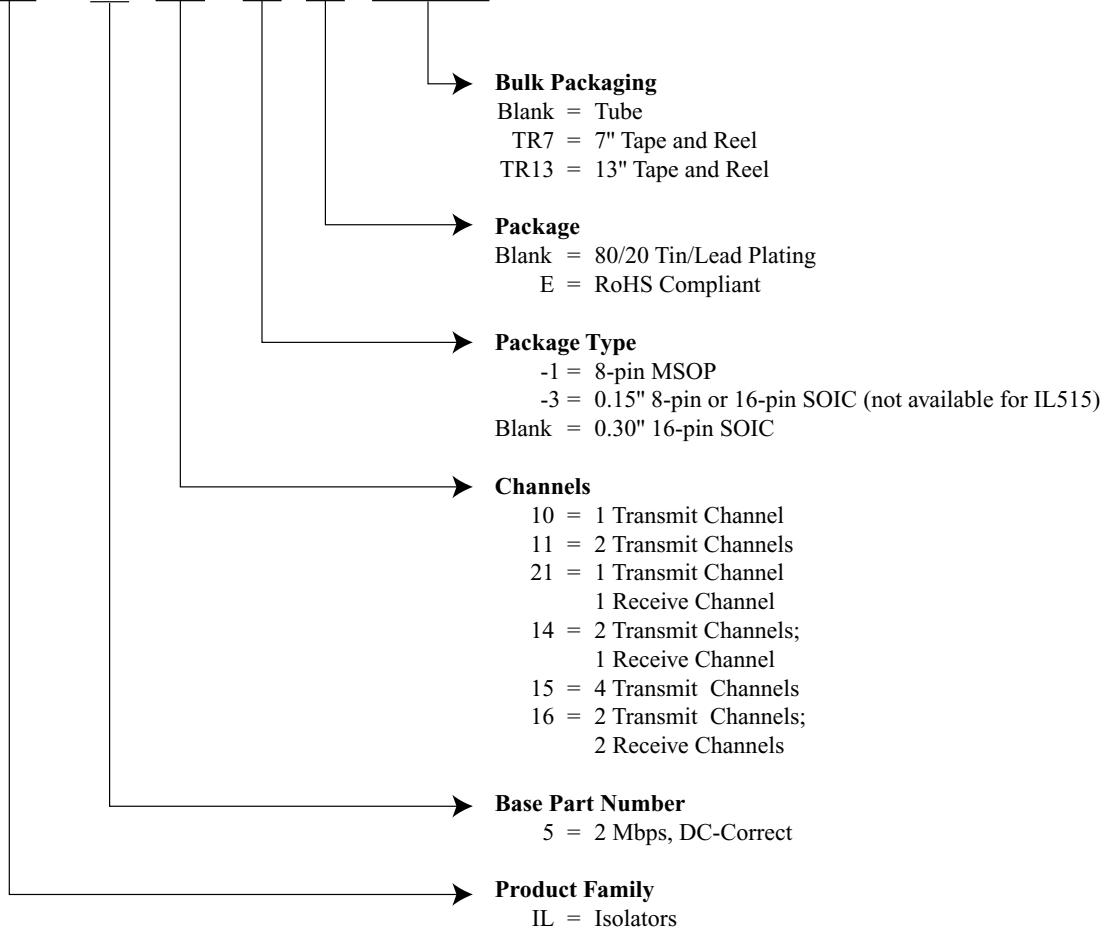 Bulk Packaging
Blank = Tube
TR7 = 7" Tape and Reel
TR13 = 13" Tape and Reel
Package
Blank = 80/20 Tin/Lead Plating
E = RoHS Compliant
Package Type
-1 = 8-pin MSOP
-3 = 0.15" 8-pin or 16-pin SOIC (not available for IL515)
Blank = 0.30" 16-pin SOIC
Channels
10 = 1 Transmit Channel
11 = 2 Transmit Channels
21 = 1 Transmit Channel
1 Receive Channel
14 = 2 Transmit Channels;
1 Receive Channel
15 = 4 Transmit Channels
16 = 2 Transmit Channels;
2 Receive Channels
Base Part Number
5 = 2 Mbps, DC-Correct
Product Family
IL = Isolators